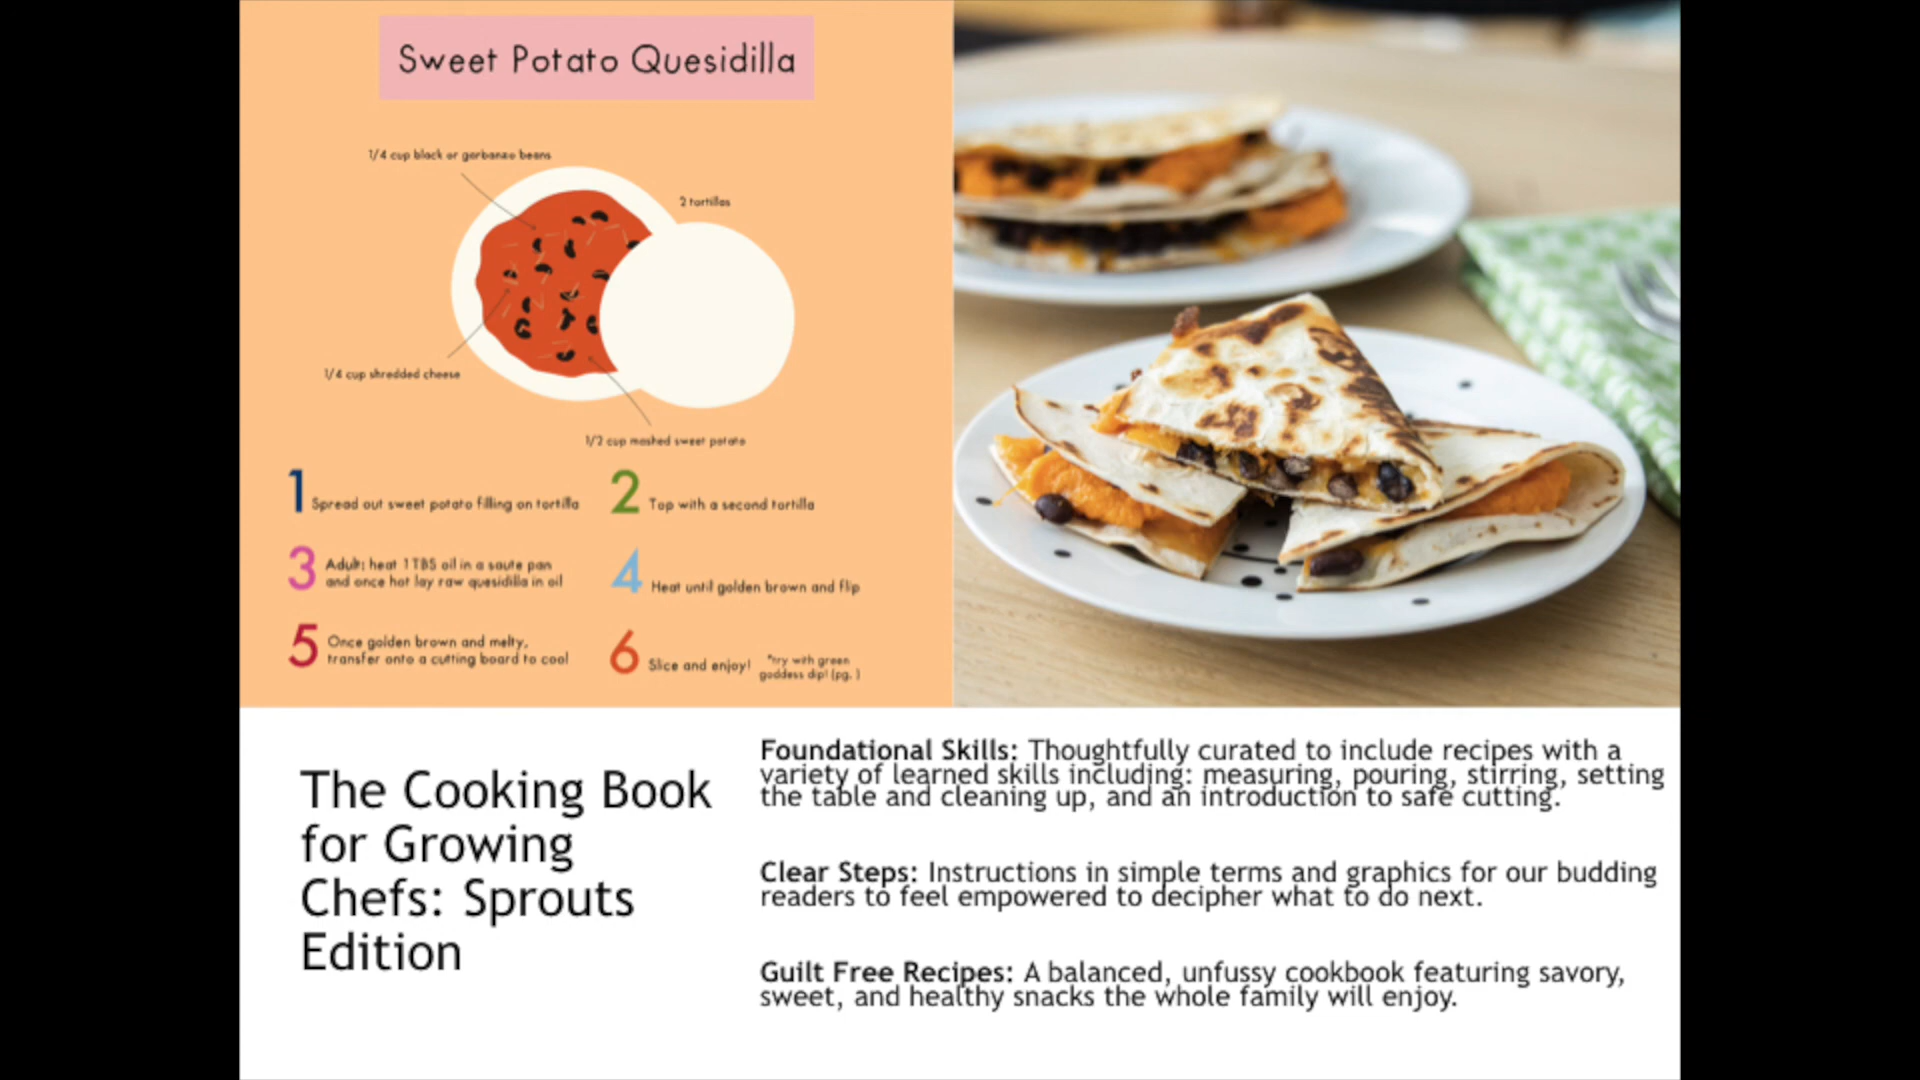 Sweet Potato Quesidilla
1/4 cup black or garbanzo beans
2 tortillas
1/4 cup shredded cheese
1/2 cup mashed sweet potato
1 Spread out sweet potato filling on tortilla
2 Top with a second tortilla
3 Adult: heat 1 TBS oil in a saute pan
and once hot lay raw quesidilla in oil
4 Heat until golden brown and flip
5 Once golden brown and melty,
transfer onto a cutting board to cool
6 Slice and enjoy!
*try with green
goddess dip! (pg. )
The Cooking Book
for Growing
Chefs: Sprouts
Edition
Foundational Skills: Thoughtfully curated to include recipes with a
variety of learned skills including: measuring, pouring, stirring, setting
the table and cleaning up, and an introduction to safe cutting.
Clear Steps: Instructions in simple terms and graphics for our budding
readers to feel empowered to decipher what to do next.
Guilt Free Recipes: A balanced, unfussy cookbook featuring savory,
sweet, and healthy snacks the whole family will enjoy.